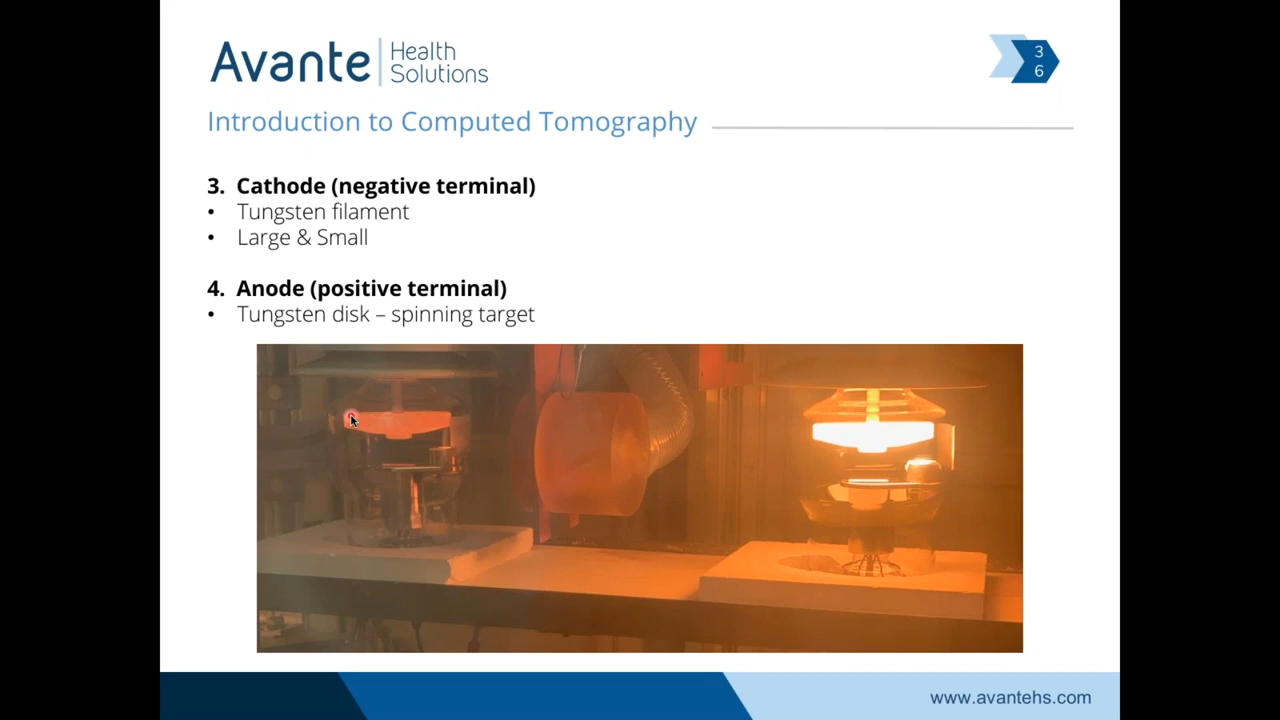 Avante Health
Solutions
3
6
Introduction to Computed Tomography
3. Cathode (negative terminal)
• Tungsten filament
• Large & Small
4. Anode (positive terminal)
• Tungsten disk – spinning target
www.avantehs.com